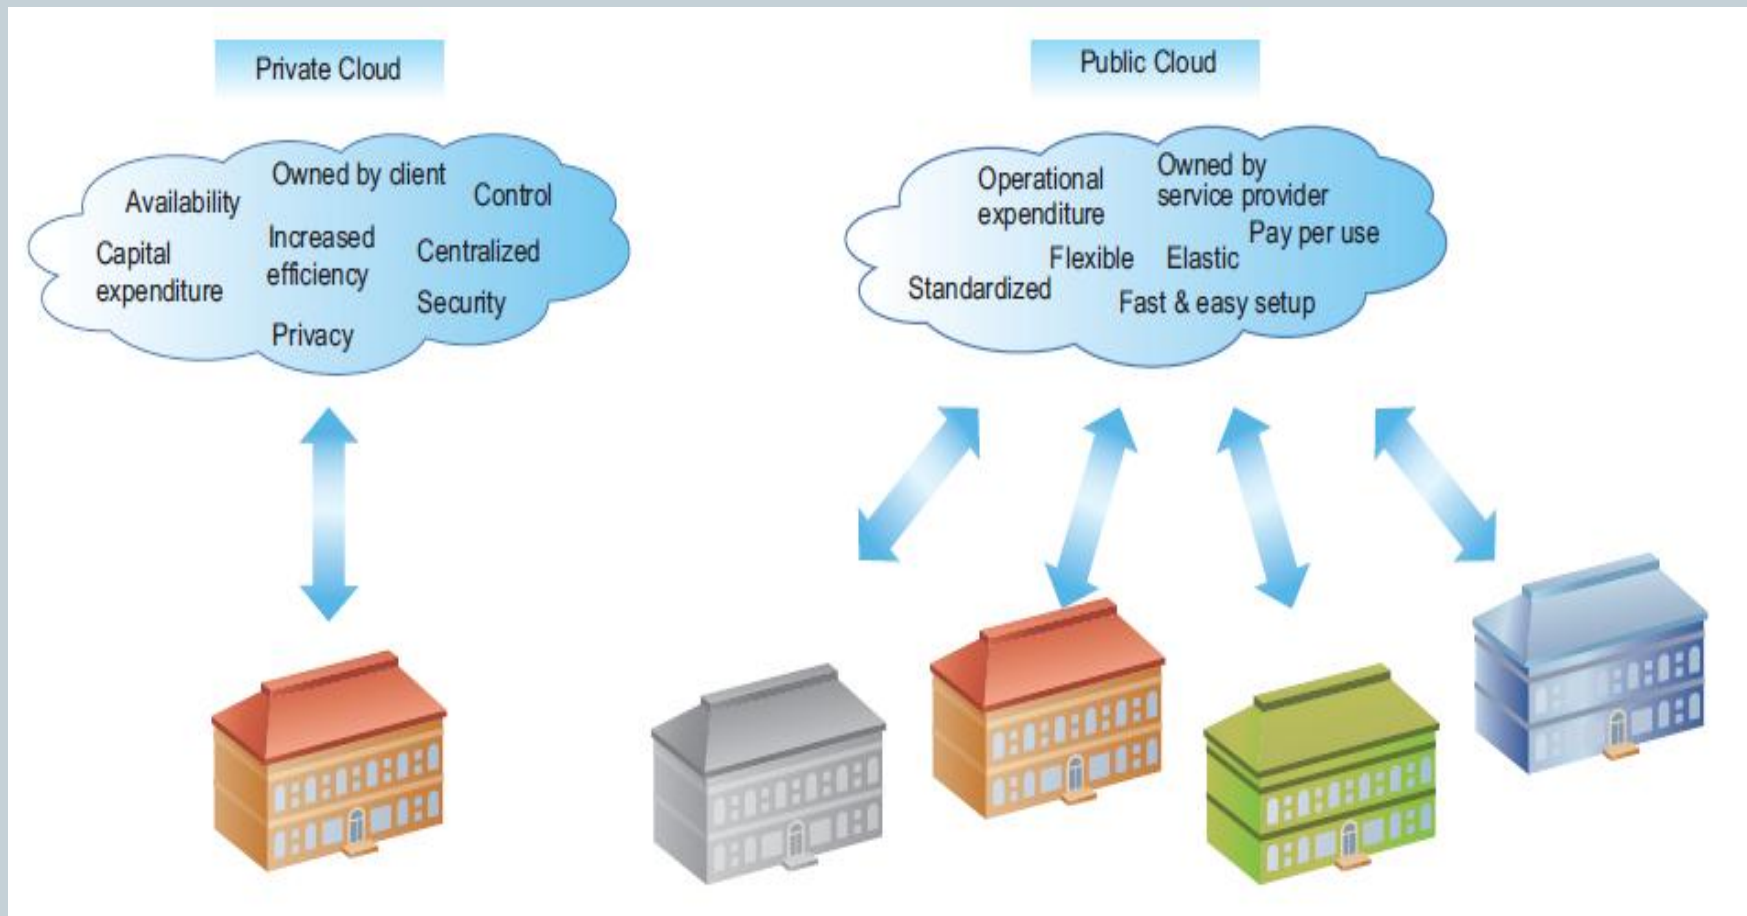 Private Cloud
Owned by client
Availability
Control
Increased
efficiency
Capital
expenditure
Centralized
Security
Privacy
Public Cloud
Operational
expenditure
Owned by
service provider
Pay per use
Flexible
Elastic
Standardized
Fast & easy setup